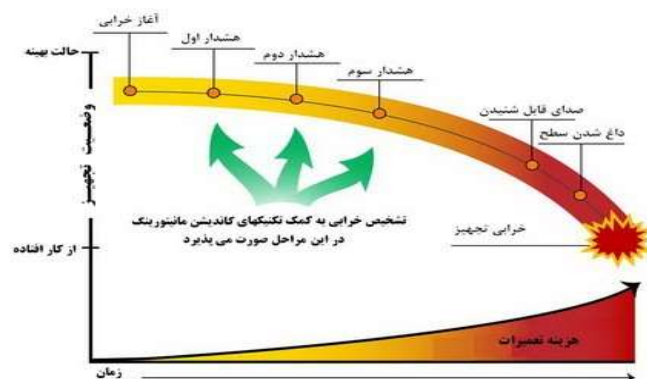 آغاز خرابی
هشدار اول
هشدار دوم
هشدار سوم
صدای قابل شنیدن
داغ شدن سطح
حالت بهینه
وضعیت تجهیز
از کار افتاده
تشخیص خرابی به کمک تکنیکهای کاندیشن مانیتورینگ
در این مراحل صورت می پذیرد
خرابی تجهیز
هزینه تعمیرات
زمان